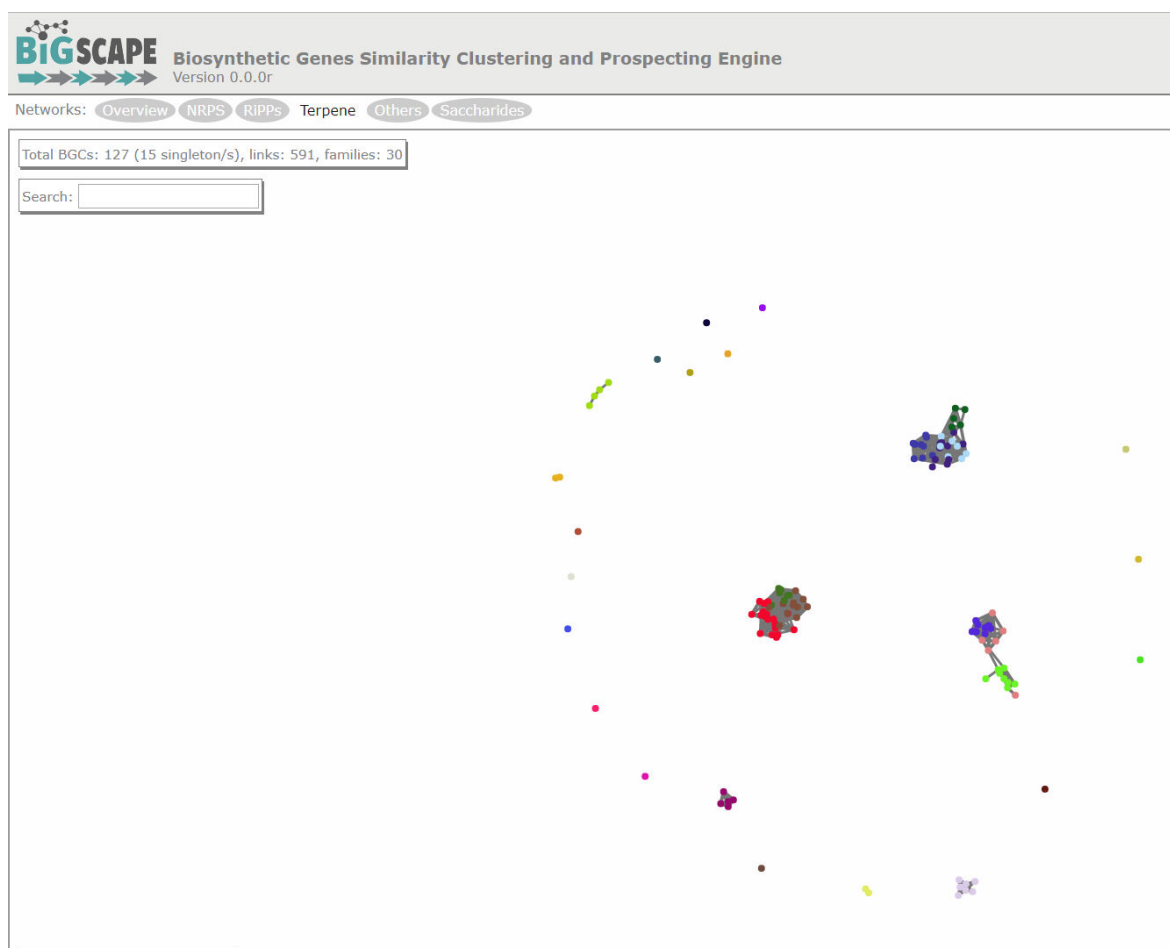 BiGSCAPE
Biosynthetic Genes Similarity Clustering and Prospecting Engine
Version 0.0.0r
Networks: Overview NRPS RiPPs Terpene Others Saccharides
Total BGCs: 127 (15 singleton/s), links: 591, families: 30
Search: